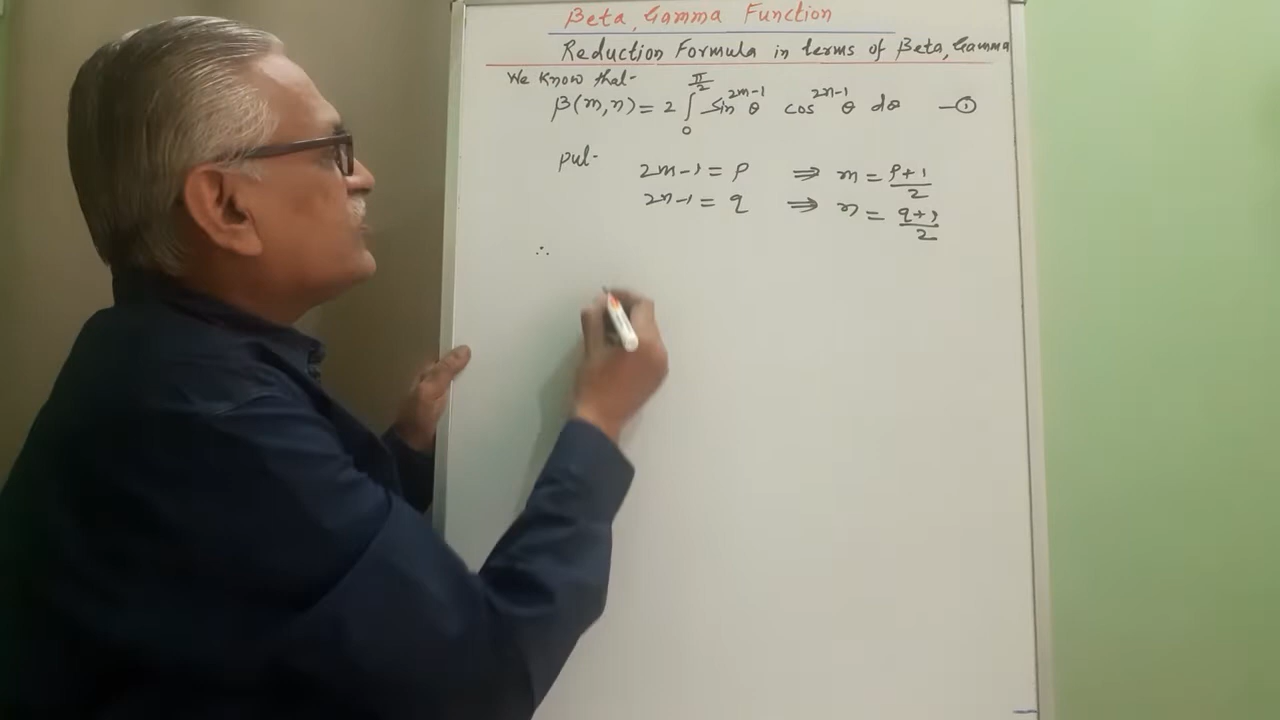 Beta, Gamma Function
Reduction Formula in terms of Beta, Gamma
We Know that-
β(m,n) = 2 ∫₀^(π/2) sin^(2m-1) θ cos^(2n-1) θ dθ —①
put-
2m-1 = p ⇒ m = (p+1)/2
2n-1 = q ⇒ n = (q+1)/2
∴